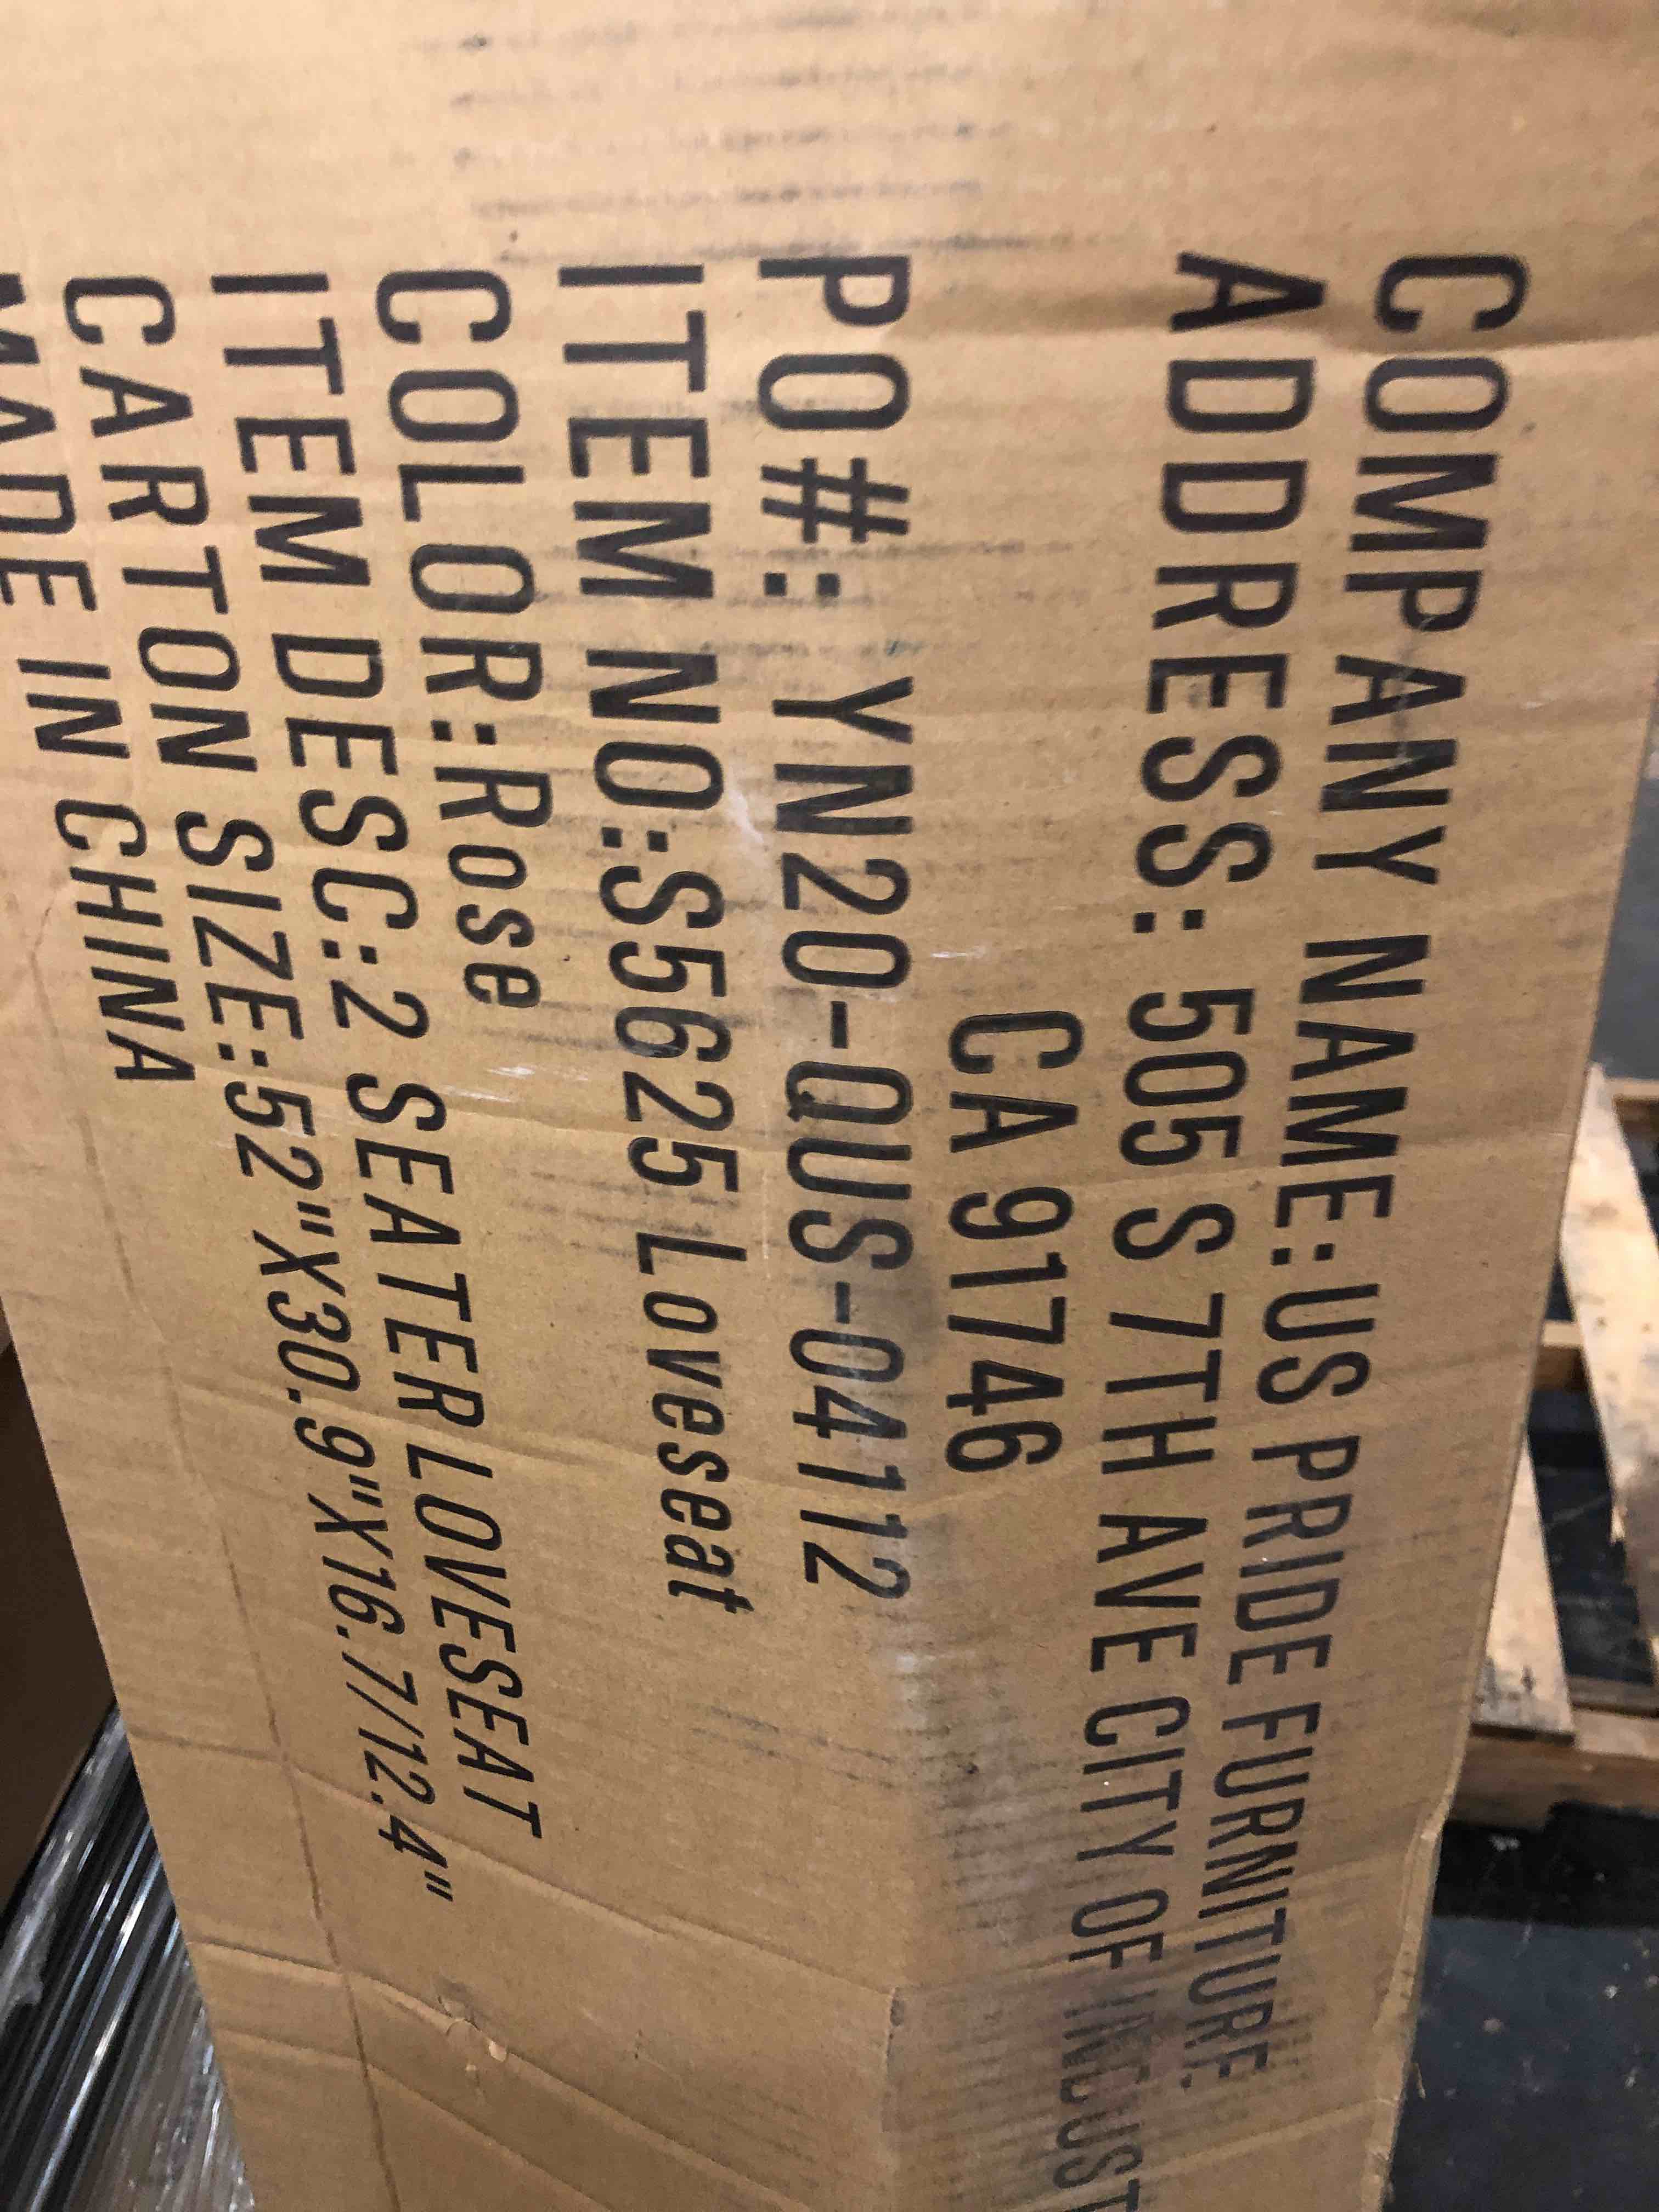 COMPANY NAME: US PRIDE FURNITURE
ADDRESS: 505 S 7TH AVE CITY OF
CA 91746
PO#: YN20-QUS-04112
ITEM NO:S5625 Loveseat
COLOR:Rose
ITEM DESC:2 SEATER LOVESEAT
CARTON SIZE:52"X30.9"X16.7/12.4"
MADE IN CHINA